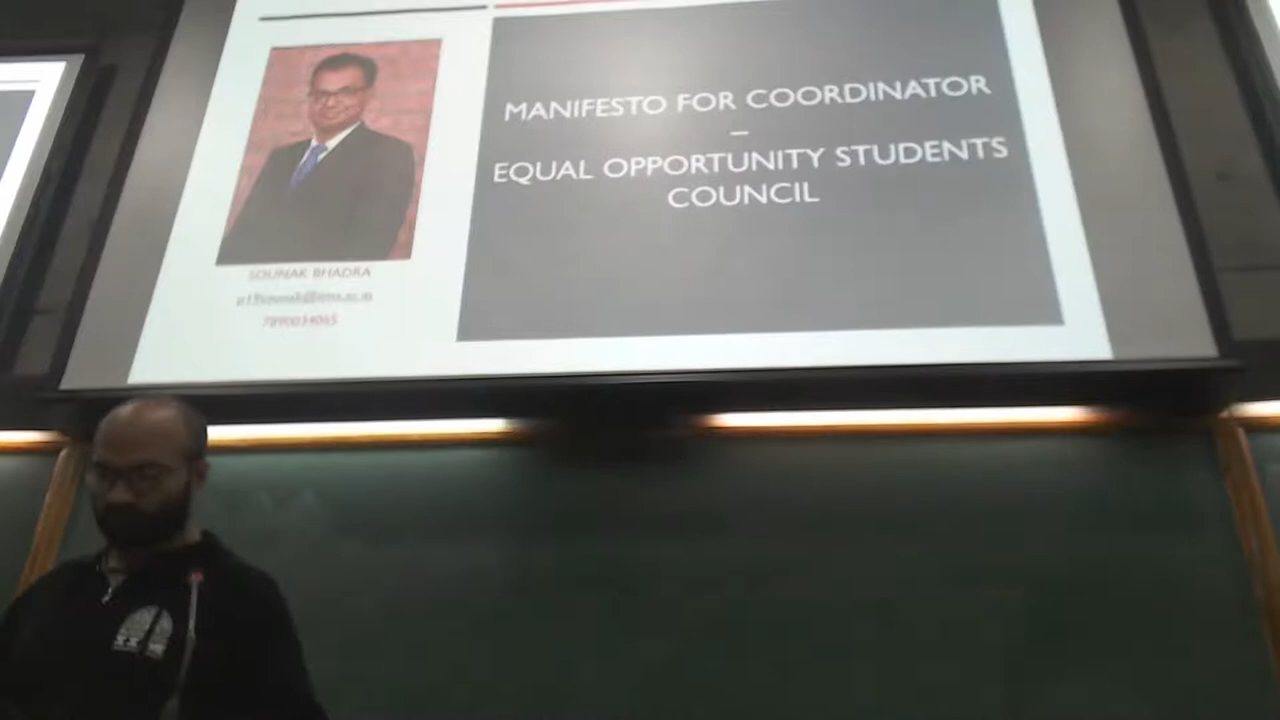 SOUNAK BHADRA
MANIFESTO FOR COORDINATOR
–
EQUAL OPPORTUNITY STUDENTS
COUNCIL